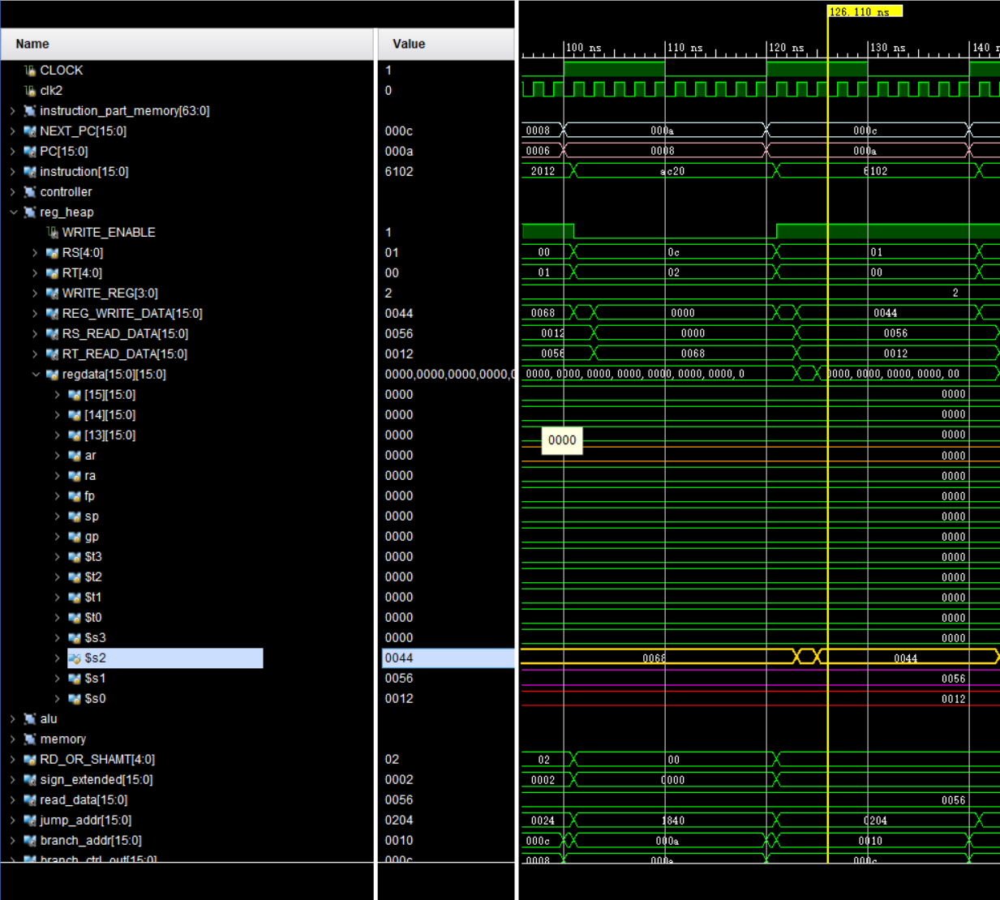 126.110 ns
Name Value 100 ns 110 ns 120 ns 130 ns 140 n
CLOCK 1
clk2 0
instruction_part_memory[63:0]
NEXT_PC[15:0] 000c 0008 000a 000c
PC[15:0] 000a 0006 0008 000a
instruction[15:0] 6102 2012 ac20 6102
controller
reg_heap
WRITE_ENABLE 1
RS[4:0] 01 00 0c 01
RT[4:0] 00 01 02 00
WRITE_REG[3:0] 2 2
REG_WRITE_DATA[15:0] 0044 0068 0000 0044
RS_READ_DATA[15:0] 0056 0012 0000 0056
RT_READ_DATA[15:0] 0012 0056 0068 0012
regdata[15:0][15:0] 0000,0000,0000,0000,0 0000,0000,0000,0000,0000,0000,0000,0 0000,0000,0000,0000,00
[15][15:0] 0000 0000
[14][15:0] 0000 0000
[13][15:0] 0000 0000
0000
ar 0000 0000
ra 0000 0000
fp 0000 0000
sp 0000 0000
gp 0000 0000
$t3 0000 0000
$t2 0000 0000
$t1 0000 0000
$t0 0000 0000
$s3 0000 0000
$s2 0044 0068 0044
$s1 0056 0056
$s0 0012 0012
alu
memory
RD_OR_SHAMT[4:0] 02 02 00
sign_extended[15:0] 0002 0002 0000
read_data[15:0] 0056 0056
jump_addr[15:0] 0204 0024 1840 0204
branch_addr[15:0] 0010 000c 000a 0010
branch_ctrl_out[15:0] 000c 0008 000a 000c